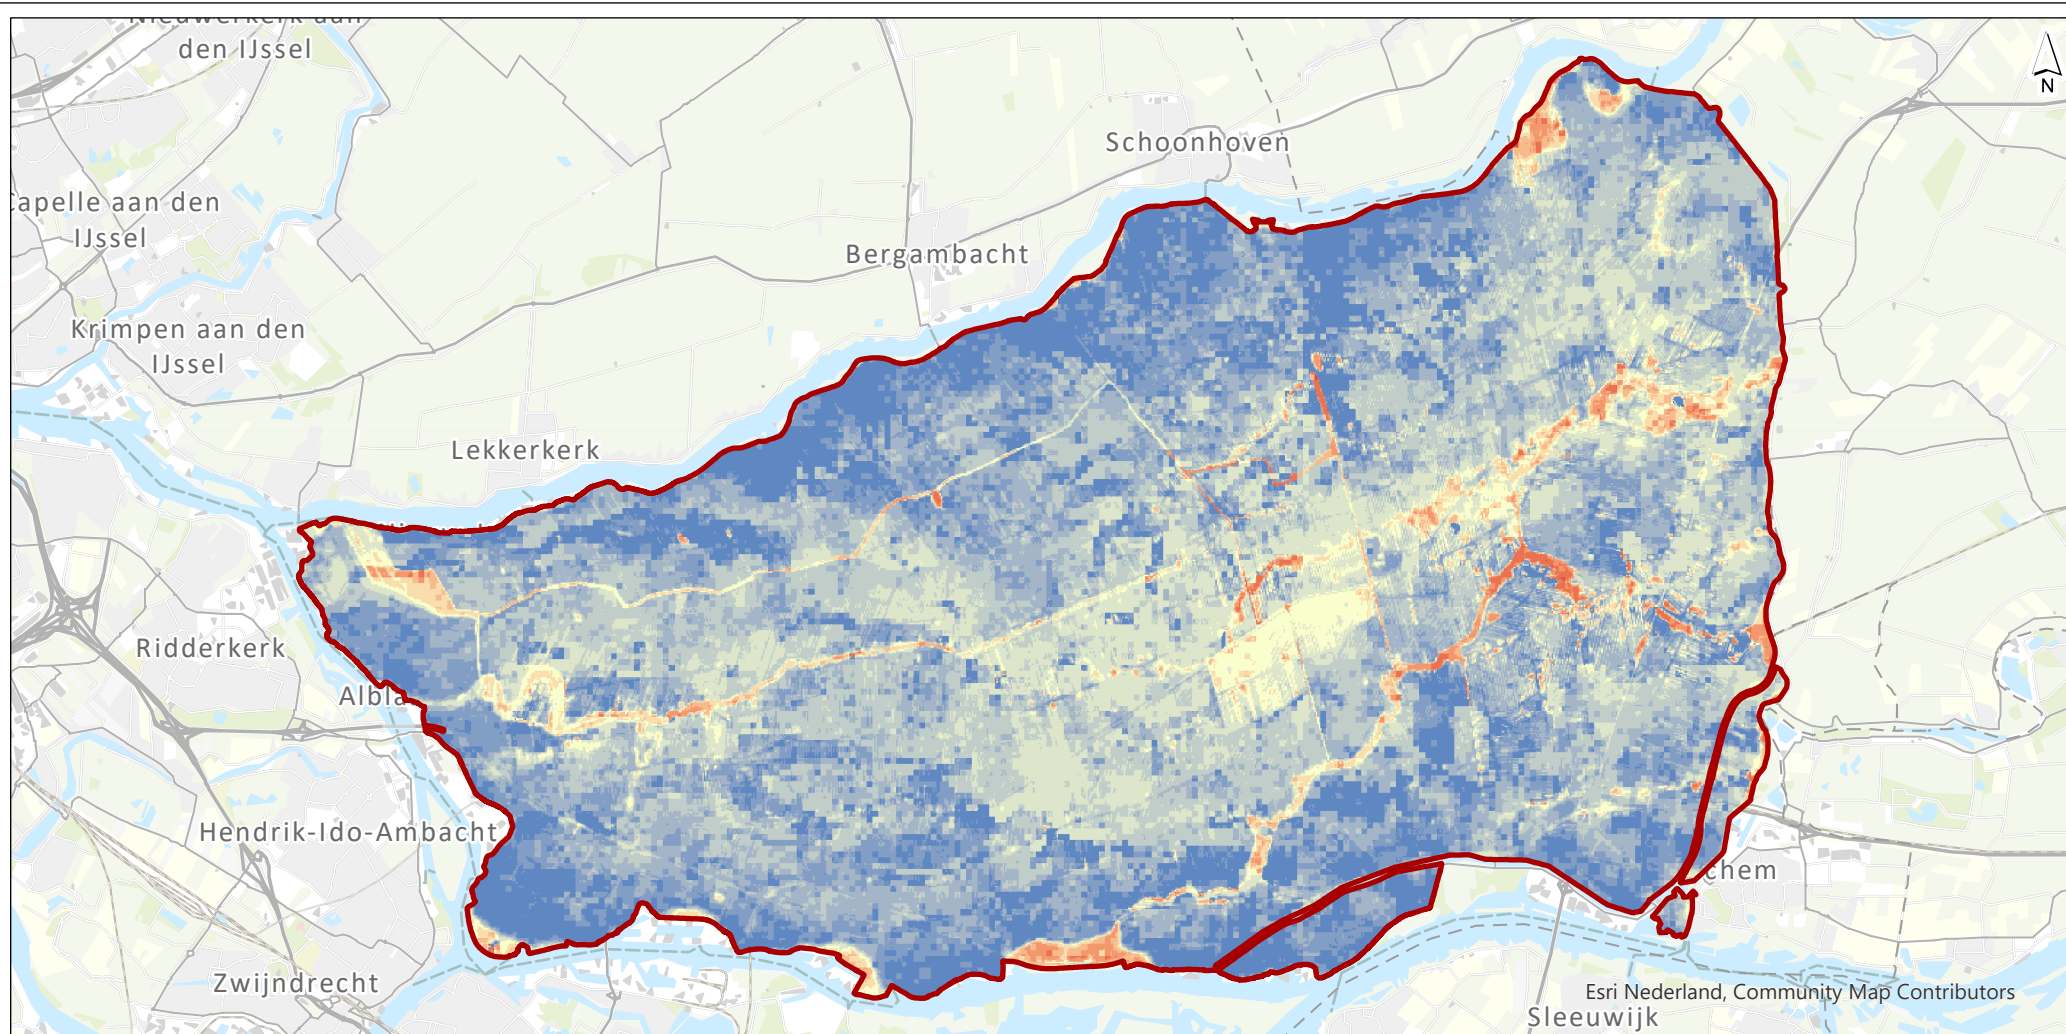 den IJssel
Schoonhoven
Capelle aan den
IJssel
Bergambacht
Krimpen aan den
IJssel
Lekkerkerk
Ridderkerk
Albla
Hendrik-Ido-Ambacht
chem
Zwijndrecht
Esri Nederland, Community Map Contributors
Sleeuwijk
N